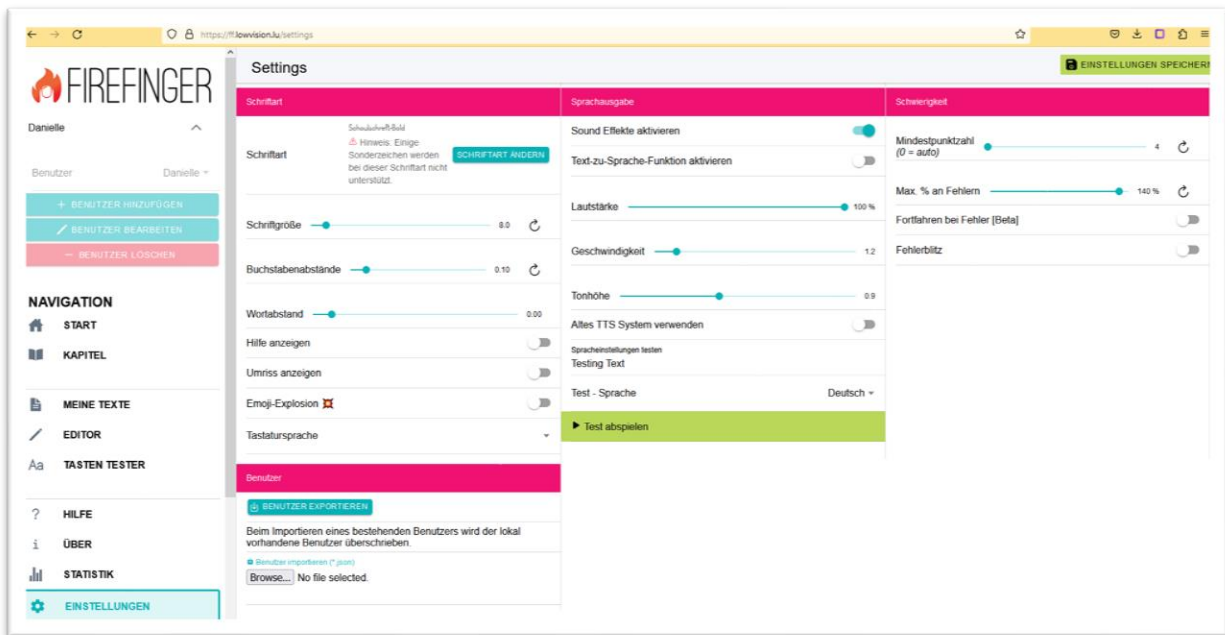 https://ff.lowvision.lu/settings
FIREFINGER
Danielle
Benutzer Danielle
+ BENUTZER HINZUFÜGEN
BENUTZER BEARBEITEN
− BENUTZER LÖSCHEN
NAVIGATION
START
KAPITEL
MEINE TEXTE
EDITOR
Aa TASTEN TESTER
? HILFE
i ÜBER
STATISTIK
EINSTELLUNGEN
Settings
EINSTELLUNGEN SPEICHERN
Schriftart
Schriftart
Hinweis: Einige
Sonderzeichen werden
bei dieser Schriftart nicht
unterstützt.
SCHRIFTART ÄNDERN
Schriftgröße 8.0
Buchstabenabstände 0.10
Wortabstand 0.00
Hilfe anzeigen
Umriss anzeigen
Emoji-Explosion
Tastatursprache
Benutzer
BENUTZER EXPORTIEREN
Beim Importieren eines bestehenden Benutzers wird der lokal
vorhandene Benutzer überschrieben.
Benutzer importieren (*.json)
Browse... No file selected.
Sprachausgabe
Sound Effekte aktivieren
Text-zu-Sprache-Funktion aktivieren
Lautstärke 100 %
Geschwindigkeit 1.2
Tonhöhe 0.9
Altes TTS System verwenden
Spracheinstellungen testen
Testing Text
Test - Sprache Deutsch
Test abspielen
Schwierigkeit
Mindestpunktzahl
(0 = auto)
4
Max. % an Fehlern 140 %
Fortfahren bei Fehler [Beta]
Fehlerblitz